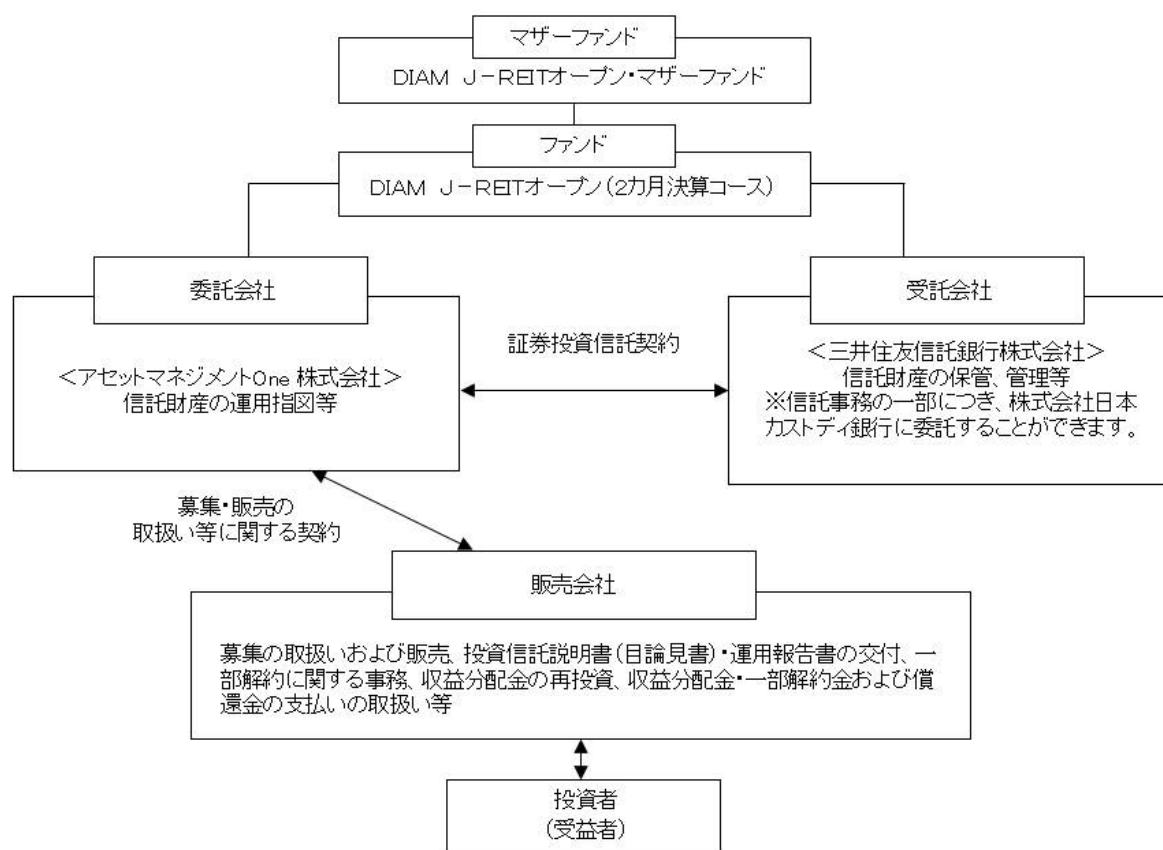 マザーファンド
DIAM J-REITオープン・マザーファンド
ファンド
DIAM J-REITオープン(2カ月決算コース)
委託会社
<アセットマネジメントOne 株式会社>
信託財産の運用指図等
証券投資信託契約
受託会社
<三井住友信託銀行株式会社>
信託財産の保管、管理等
※信託事務の一部につき、株式会社日本
カストディ銀行に委託することができます。
募集・販売の
取扱い等に関する契約
販売会社
募集の取扱いおよび販売、投資信託説明書(目論見書)・運用報告書の交付、一
部解約に関する事務、収益分配金の再投資、収益分配金・一部解約金および償
還金の支払いの取扱い等
投資者
(受益者)